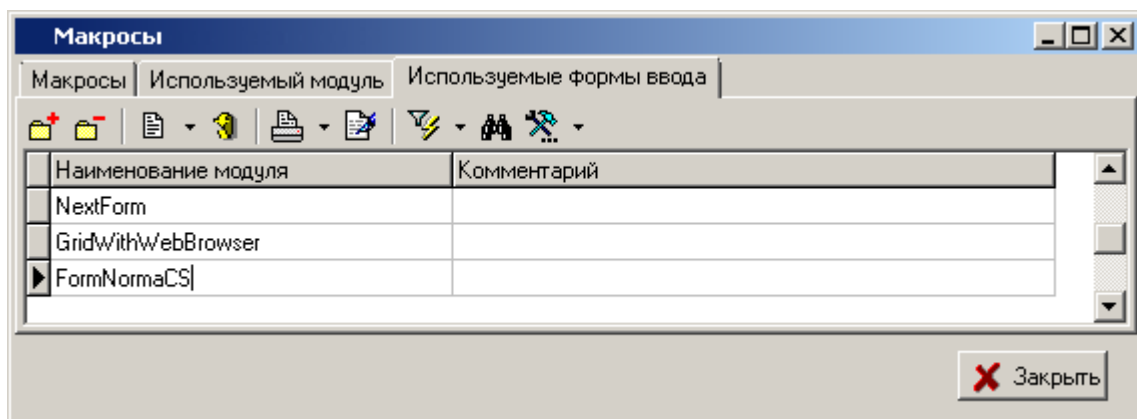 Макросы
Макросы Используемый модуль Используемые формы ввода
Наименование модуля Комментарий
NextForm
GridWithWebBrowser
FormNormaCS
Закрыть